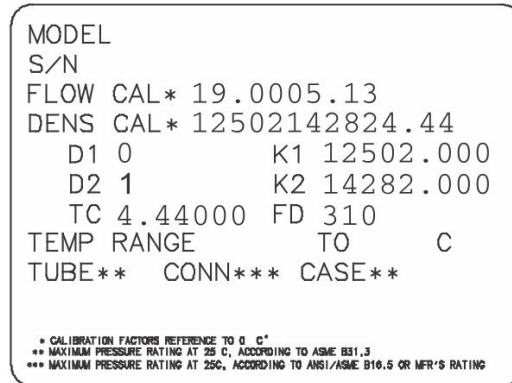 MODEL
S/N
FLOW CAL* 19.0005.13
DENS CAL* 12502142824.44
D1 0 K1 12502.000
D2 1 K2 14282.000
TC 4.44000 FD 310
TEMP RANGE TO C
TUBE** CONN*** CASE**
* CALIBRATION FACTORS REFERENCE TO 0 C°
** MAXIMUM PRESSURE RATING AT 25 C, ACCORDING TO ASME B31.3
*** MAXIMUM PRESSURE RATING AT 25C, ACCORDING TO ANSI/ASME B16.5 OR MFR'S RATING